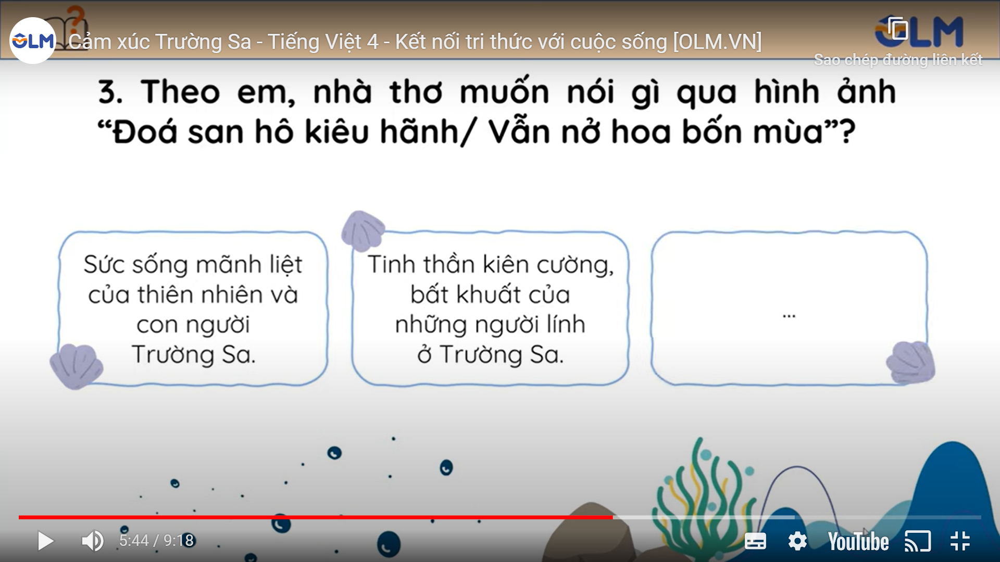 OLM
Cảm xúc Trường Sa - Tiếng Việt 4 - Kết nối tri thức với cuộc sống [OLM.VN]
OLM
Sao chép đường liên kết
3. Theo em, nhà thơ muốn nói gì qua hình ảnh
“Đoá san hô kiêu hãnh/ Vẫn nở hoa bốn mùa”?
Sức sống mãnh liệt
của thiên nhiên và
con người
Trường Sa.
Tinh thần kiên cường,
bất khuất của
những người lính
ở Trường Sa.
...
5:44 / 9:18
YouTube